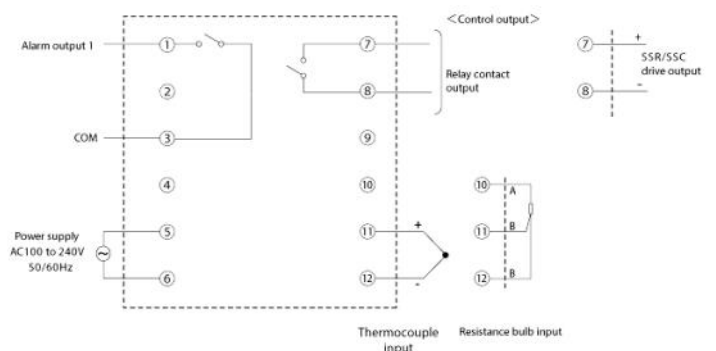 <Control output>
Alarm output 1
1
7
7
+
SSR/SSC
drive output
2
8
Relay contact
output
8
-
COM
3
9
4
10
10
A
Power supply
AC100 to 240V
50/60Hz
5
11
+
11
B
6
12
-
12
B
Thermocouple
input
Resistance bulb input